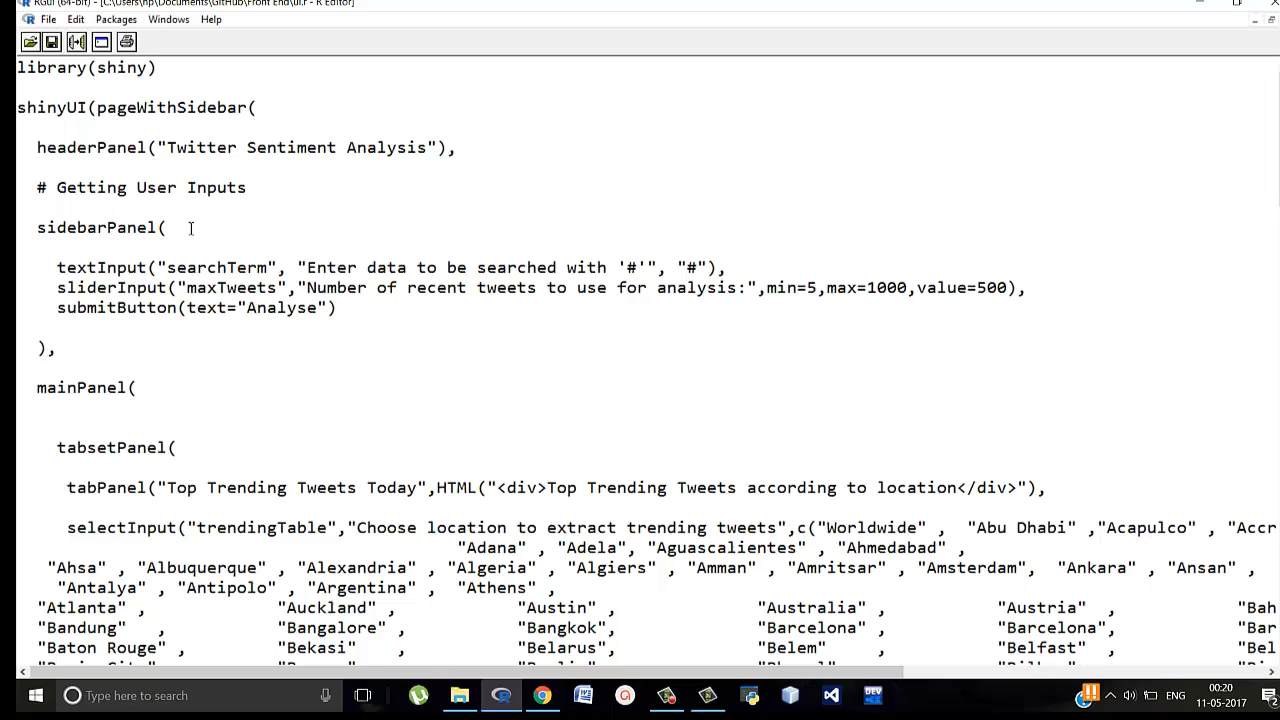 RGui (64-bit) - [C:\Users\hp\Documents\GitHub\Front End\ui.r - R Editor]
File Edit Packages Windows Help
library(shiny)
shinyUI(pageWithSidebar(
headerPanel("Twitter Sentiment Analysis"),
# Getting User Inputs
sidebarPanel(
textInput("searchTerm", "Enter data to be searched with '#'", "#"),
sliderInput("maxTweets","Number of recent tweets to use for analysis:",min=5,max=1000,value=500),
submitButton(text="Analyse")
),
mainPanel(
tabsetPanel(
tabPanel("Top Trending Tweets Today",HTML("<div>Top Trending Tweets according to location</div>"),
selectInput("trendingTable","Choose location to extract trending tweets",c("Worldwide" , "Abu Dhabi" ,"Acapulco" , "Accr
"Adana" , "Adela", "Aguascalientes" , "Ahmedabad" ,
"Ahsa" , "Albuquerque" , "Alexandria" , "Algeria" , "Algiers" , "Amman" , "Amritsar" , "Amsterdam", "Ankara" , "Ansan" ,
"Antalya" , "Antipolo" , "Argentina" , "Athens" ,
"Atlanta" , "Auckland" , "Austin" , "Australia" , "Austria" , "Bah
"Bandung" , "Bangalore" , "Bangkok", "Barcelona" , "Barcelona", "Bar
"Baton Rouge" , "Bekasi" , "Belarus", "Belem" , "Belfast" , "Bel
Type here to search
DEV
ENG
00:20
11-05-2017
2